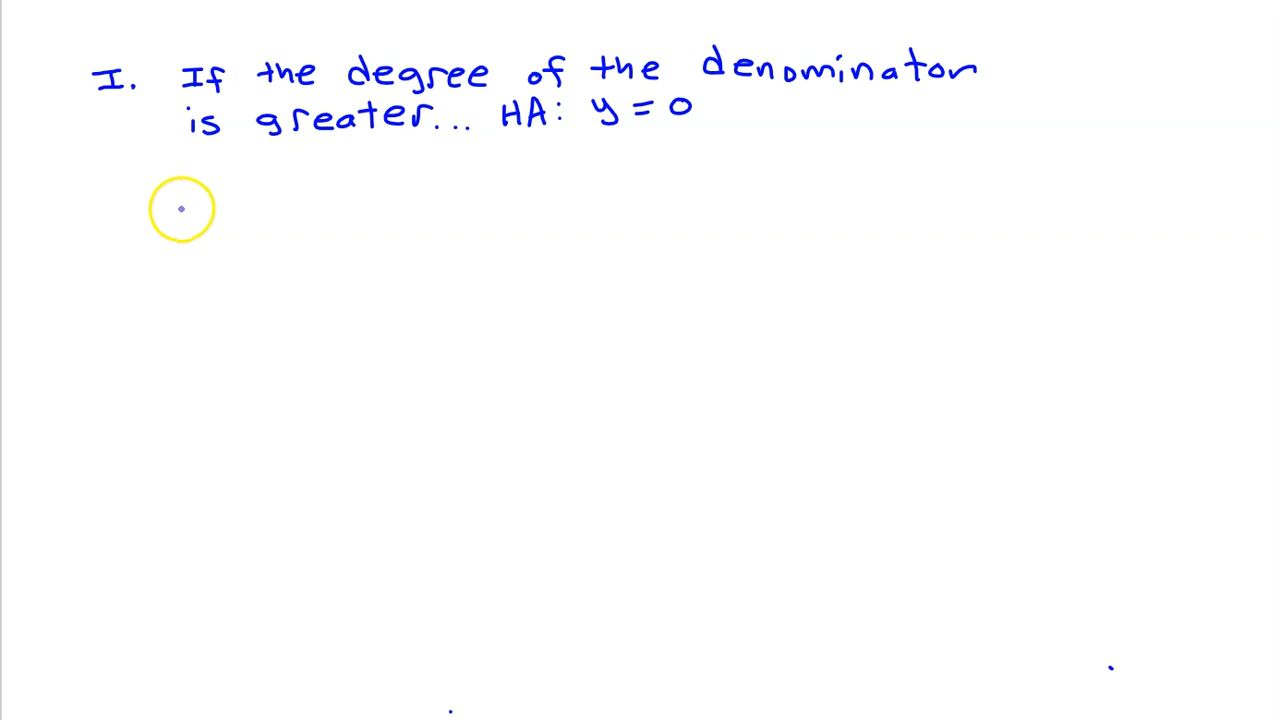 I. If the degree of the denominator
is greater... HA: y = 0